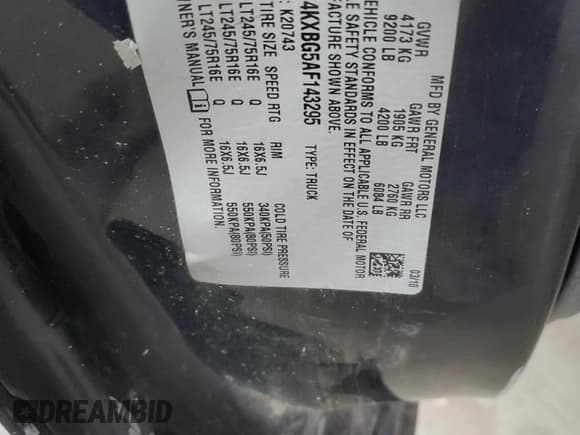 MFD BY GENERAL MOTORS LLC
03/10
GVWR GAWR FRT GAWR RR
4173 KG 1905 KG 2760 KG
9200 LB 4200 LB 6084 LB
VEHICLE CONFORMS TO ALL APPLICABLE U.S. FEDERAL MOTOR
E SAFETY STANDARDS IN EFFECT ON THE DATE OF
FACTURE SHOWN ABOVE.
4KXBG5AF143295 TYPE: TRUCK
: K20743
TIRE SIZE SPEED RTG RIM COLD TIRE PRESSURE
LT245/75R16E Q 16X6.5J 340KPA(50PSI)
LT245/75R16E Q 16X6.5J 550KPA(80PSI)
LT245/75R16E Q 16X6.5J 550KPA(80PSI)
NER'S MANUAL FOR MORE INFORMATION.
DREAMBID